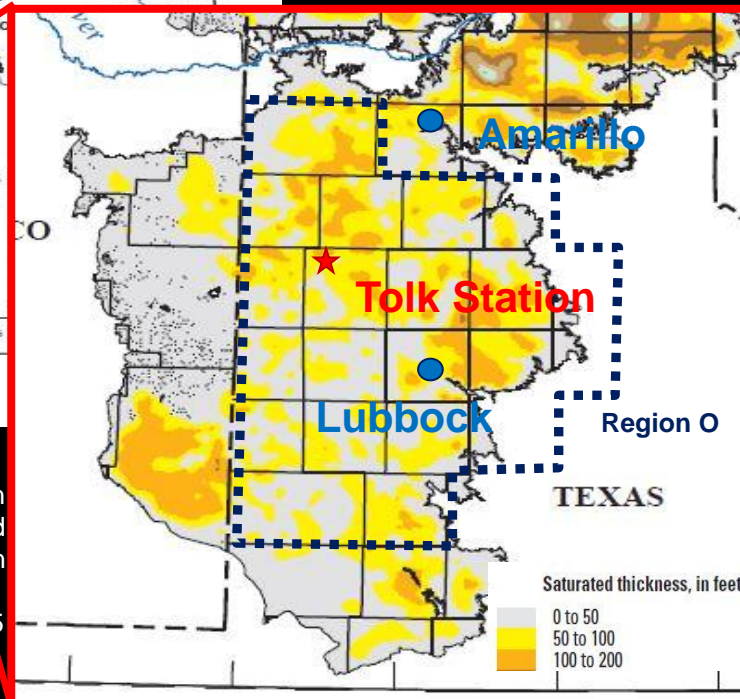 ver
Amarillo
CO
Tolk Station
Lubbock
Region O
TEXAS
Saturated thickness, in feet
0 to 50
50 to 100
100 to 200